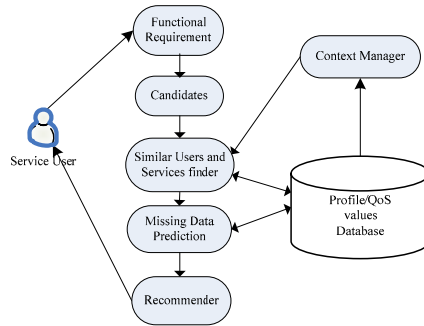 Functional
Requirement
Context Manager
Candidates
Service User
Similar Users and
Services finder
Profile/QoS
values
Database
Missing Data
Prediction
Recommender